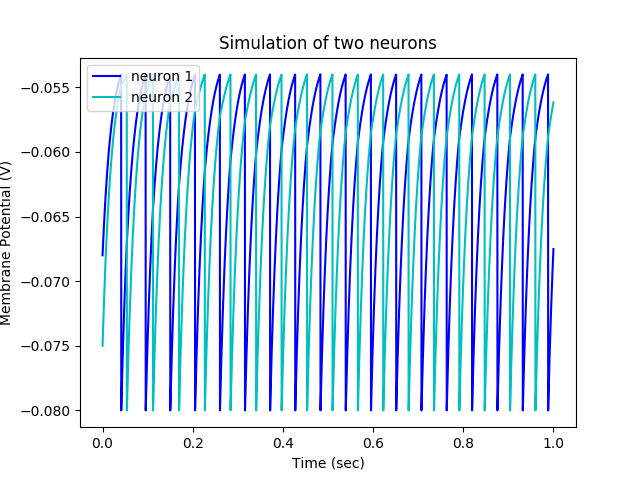 Simulation of two neurons
neuron 1
neuron 2
Membrane Potential (V)
−0.055
−0.060
−0.065
−0.070
−0.075
−0.080
0.0 0.2 0.4 0.6 0.8 1.0
Time (sec)